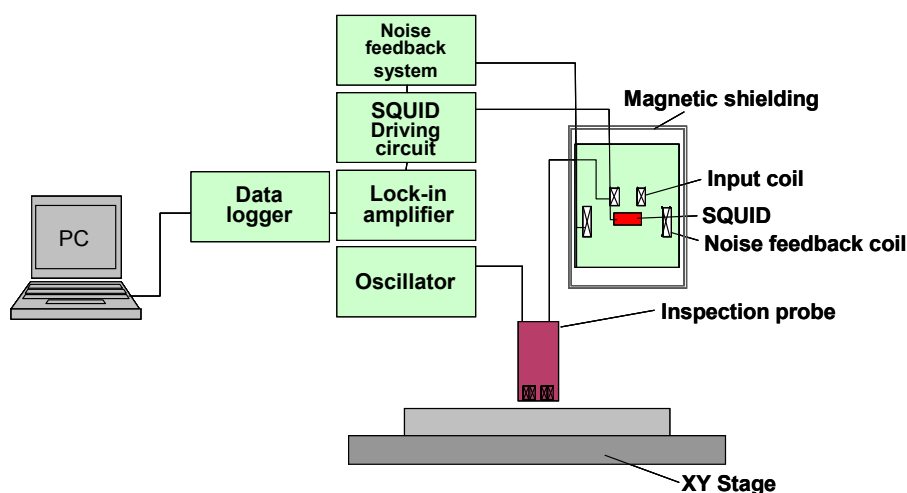 Noise
feedback
system
SQUID
Driving
circuit
Lock-in
amplifier
Data
logger
PC
Oscillator
Magnetic shielding
Input coil
SQUID
Noise feedback coil
Inspection probe
XY Stage